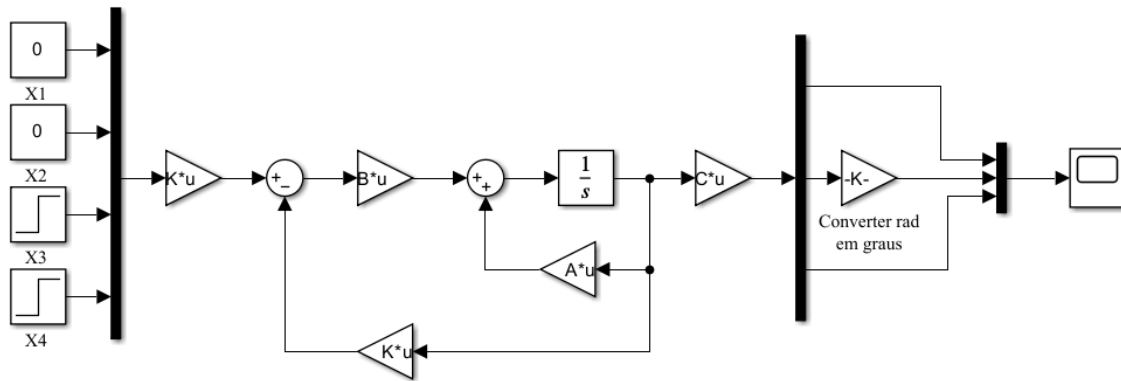 0
X1
0
X2
X3
X4
K*u
+
−
B*u
+
+
1
s
A*u
K*u
C*u
-K-
Converter rad
em graus